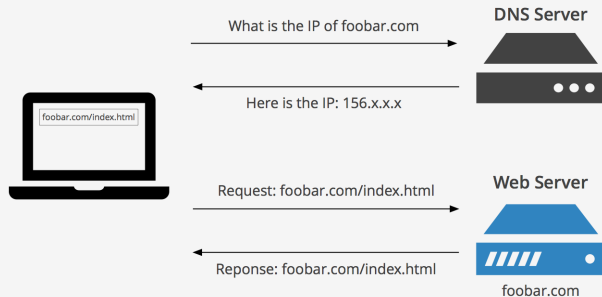 DNS Server
What is the IP of foobar.com
Here is the IP: 156.x.x.x
foobar.com/index.html
Web Server
Request: foobar.com/index.html
Reponse: foobar.com/index.html
foobar.com